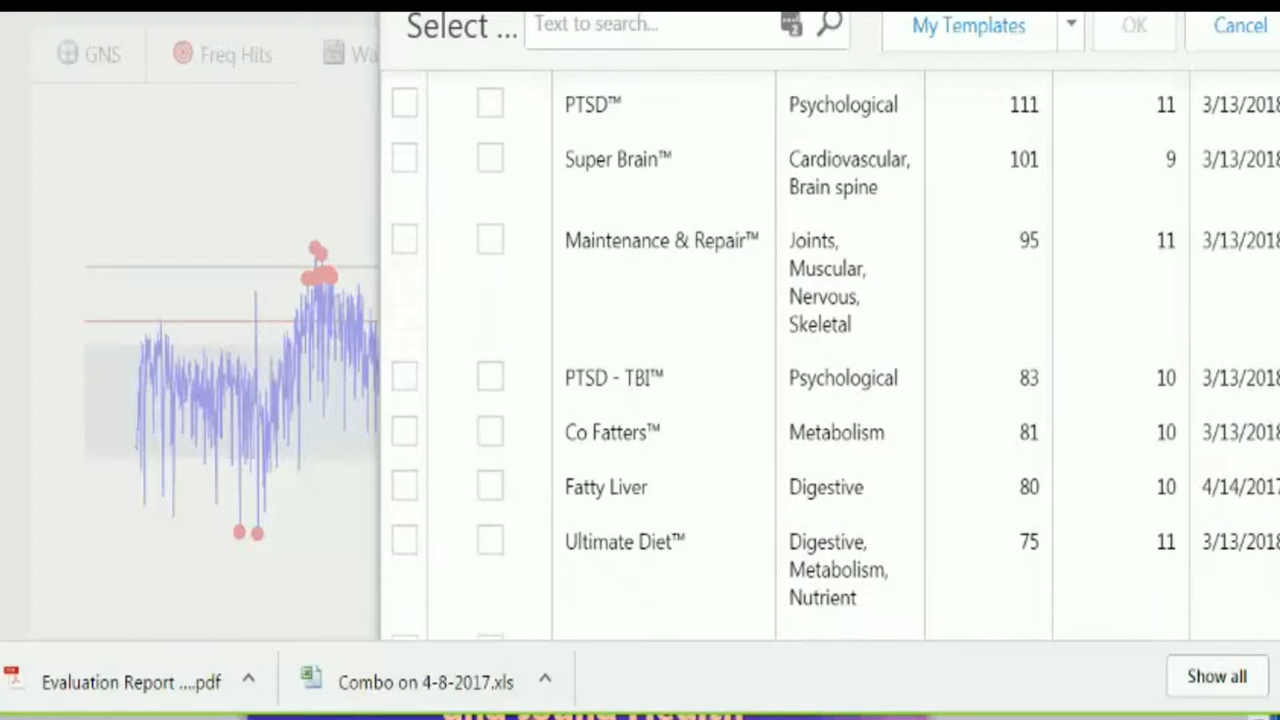 Select ...
Text to search...
My Templates
OK
Cancel
GNS
Freq Hits
Wa
PTSD™ Psychological 111 11 3/13/2018
Super Brain™ Cardiovascular, 101 9 3/13/2018
Brain spine
Maintenance & Repair™ Joints, 95 11 3/13/2018
Muscular,
Nervous,
Skeletal
PTSD - TBI™ Psychological 83 10 3/13/2018
Co Fatters™ Metabolism 81 10 3/13/2018
Fatty Liver Digestive 80 10 4/14/2017
Ultimate Diet™ Digestive, 75 11 3/13/2018
Metabolism,
Nutrient
Evaluation Report ....pdf
Combo on 4-8-2017.xls
Show all
and Sound Health